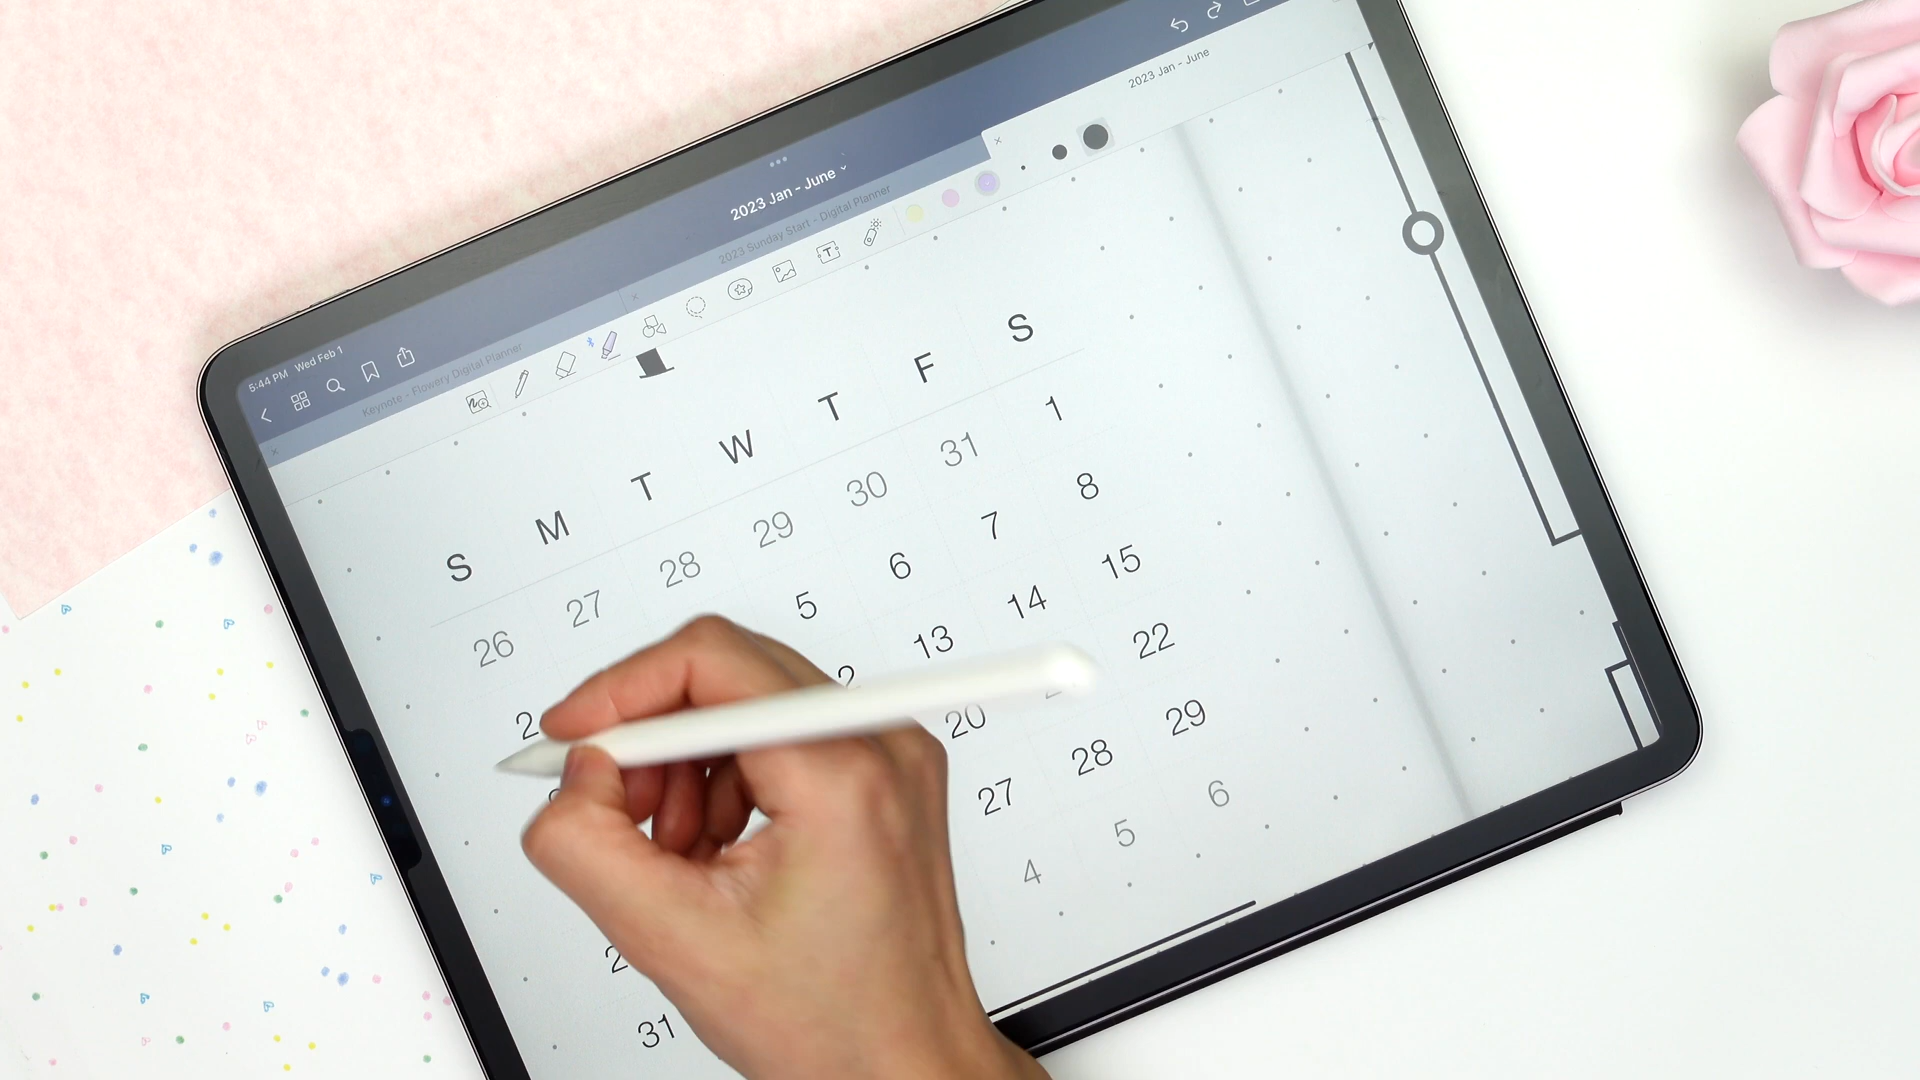 5:44 PM Wed Feb 1
2023 Jan - June
Keynote - Flowery Digital Planner
2023 Sunday Start - Digital Planner
2023 Jan - June
S M T W T F S
26 27 28 29 30 31 1
2 5 6 7 8
13 14 15
20 22
27 28 29
31 4 5 6